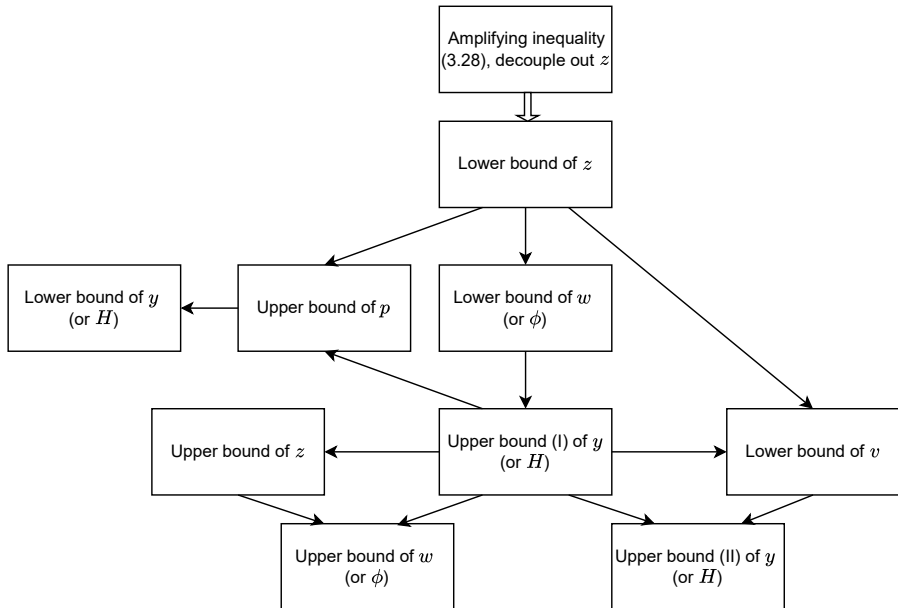 Amplifying inequality
(3.28), decouple out z
Lower bound of z
Lower bound of y
(or H)
Upper bound of p
Lower bound of w
(or ϕ)
Upper bound of z
Upper bound (I) of y
(or H)
Lower bound of v
Upper bound of w
(or ϕ)
Upper bound (II) of y
(or H)